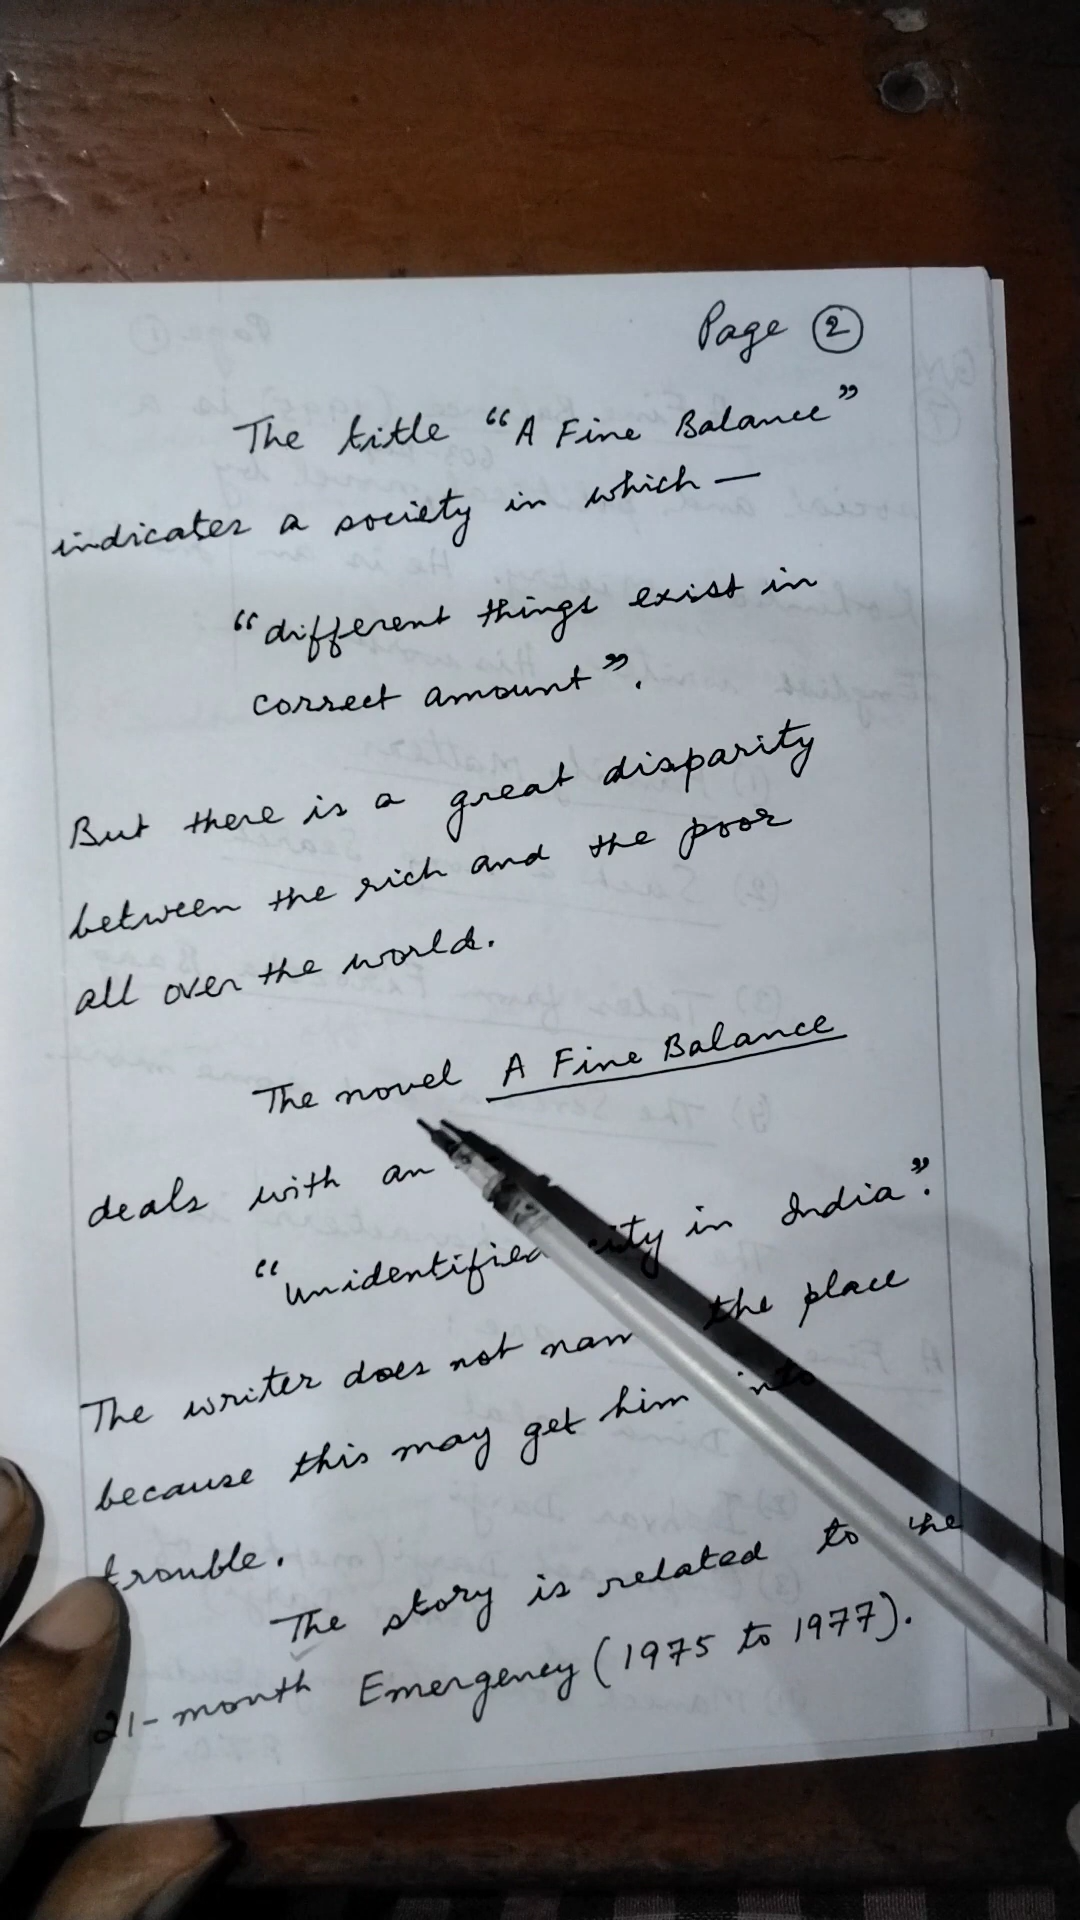 Page 2
The title "A Fine Balance"
indicates a society in which —
"different things exist in
correct amount".
But there is a great disparity
between the rich and the poor
all over the world.
The novel A Fine Balance
deals with an
"unidentified city in India".
The writer does not name the place
because this may get him into
trouble.
The story is related to the
21-month Emergency (1975 to 1977).